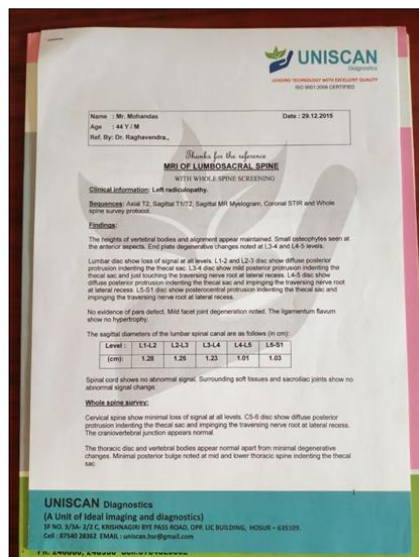 UNISCAN
Diagnostics
LEADING TECHNOLOGY WITH EXCELLENT QUALITY
ISO 9001:2008 CERTIFIED
Name : Mr. Mohandas Date : 29.12.2015
Age : 44 Y / M
Ref. By: Dr. Raghavendra.,
Thanks for the reference
MRI OF LUMBOSACRAL SPINE
WITH WHOLE SPINE SCREENING
Clinical information: Left radiculopathy.
Sequences: Axial T2, Sagittal T1/T2, Sagittal MR Myelogram, Coronal STIR and Whole
spine survey protocol.
Findings:
The heights of vertebral bodies and alignment appear maintained. Small osteophytes seen at
the anterior aspects. End plate degenerative changes noted at L3-4 and L4-5 levels.
Lumbar disc show loss of signal at all levels. L1-2 and L2-3 disc show diffuse posterior
protrusion indenting the thecal sac. L3-4 disc show mild posterior protrusion indenting the
thecal sac and just touching the traversing nerve root at lateral recess. L4-5 disc show
diffuse posterior protrusion indenting the thecal sac and impinging the traversing nerve root
at lateral recess. L5-S1 disc show posterocentral protrusion indenting the thecal sac and
impinging the traversing nerve root at lateral recess.
No evidence of pars defect. Mild facet joint degeneration noted. The ligamentum flavum
show no hypertrophy.
The sagittal diameters of the lumbar spinal canal are as follows (in cm):
Level : L1-L2 L2-L3 L3-L4 L4-L5 L5-S1
(cm): 1.28 1.25 1.23 1.01 1.03
Spinal cord shows no abnormal signal. Surrounding soft tissues and sacroiliac joints show no
abnormal signal change.
Whole spine survey:
Cervical spine show minimal loss of signal at all levels. C5-6 disc show diffuse posterior
protrusion indenting the thecal sac and impinging the traversing nerve root at lateral recess.
The craniovertebral junction appears normal.
The thoracic disc and vertebral bodies appear normal apart from minimal degenerative
changes. Minimal posterior bulge noted at mid and lower thoracic spine indenting the thecal
sac
UNISCAN Diagnostics
(A Unit of Ideal imaging and diagnostics)
SF NO. 3/3A- 2/2 C, KRISHNAGIRI BYE PASS ROAD, OPP. LIC BUILDING, HOSUR - 635109.
Cell : 87540 28362 EMAIL : uniscan.hsr@gmail.com